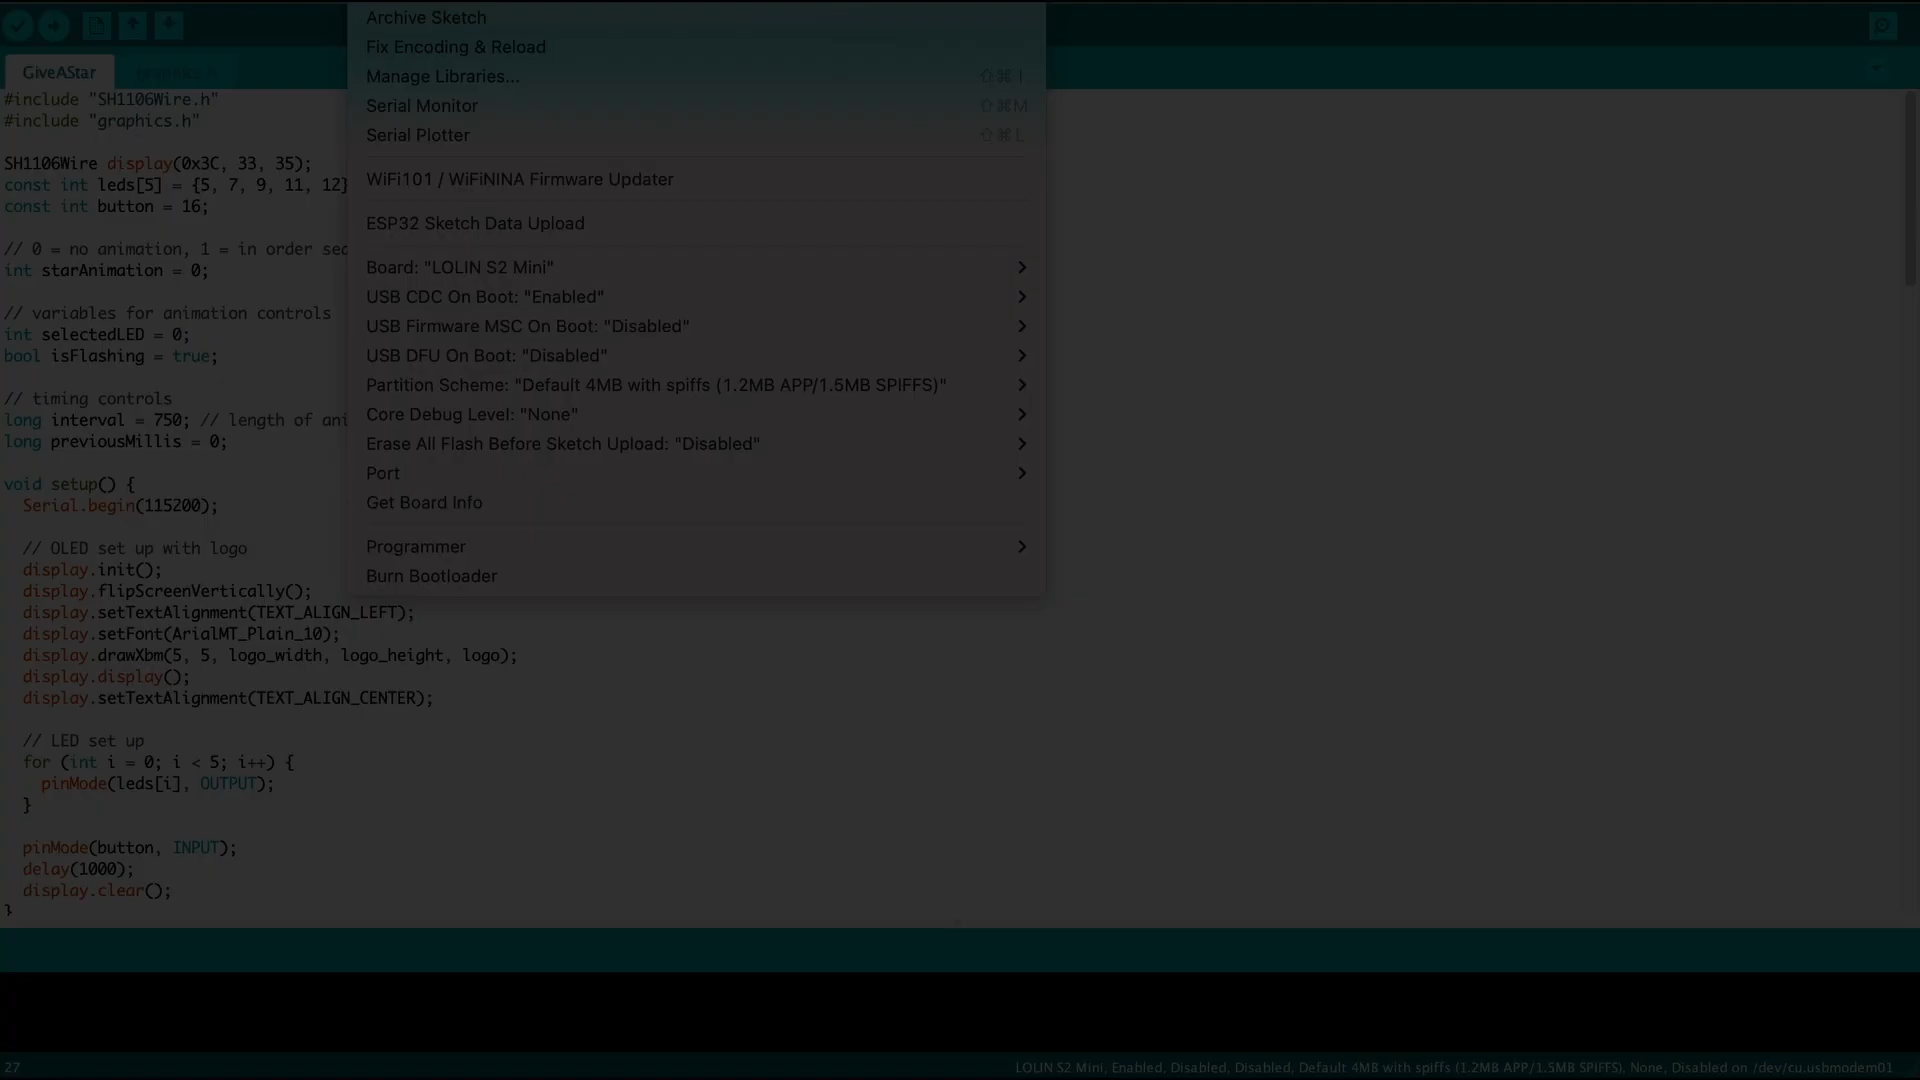 Archive Sketch
Fix Encoding & Reload
Manage Libraries... ⇧⌘ I
Serial Monitor ⇧⌘M
Serial Plotter ⇧⌘ L
WiFi101 / WiFiNINA Firmware Updater
ESP32 Sketch Data Upload
Board: "LOLIN S2 Mini"
USB CDC On Boot: "Enabled"
USB Firmware MSC On Boot: "Disabled"
USB DFU On Boot: "Disabled"
Partition Scheme: "Default 4MB with spiffs (1.2MB APP/1.5MB SPIFFS)"
Core Debug Level: "None"
Erase All Flash Before Sketch Upload: "Disabled"
Port
Get Board Info
Programmer
Burn Bootloader
GiveAStar graphics.h
#include "SH1106Wire.h"
#include "graphics.h"
SH1106Wire display(0x3C, 33, 35);
const int leds[5] = {5, 7, 9, 11, 12}
const int button = 16;
// 0 = no animation, 1 = in order seq
int starAnimation = 0;
// variables for animation controls
int selectedLED = 0;
bool isFlashing = true;
// timing controls
long interval = 750; // length of ani
long previousMillis = 0;
void setup() {
Serial.begin(115200);
// OLED set up with logo
display.init();
display.flipScreenVertically();
display.setTextAlignment(TEXT_ALIGN_LEFT);
display.setFont(ArialMT_Plain_10);
display.drawXbm(5, 5, logo_width, logo_height, logo);
display.display();
display.setTextAlignment(TEXT_ALIGN_CENTER);
// LED set up
for (int i = 0; i < 5; i++) {
pinMode(leds[i], OUTPUT);
}
pinMode(button, INPUT);
delay(1000);
display.clear();
}
27
LOLIN S2 Mini, Enabled, Disabled, Disabled, Default 4MB with spiffs (1.2MB APP/1.5MB SPIFFS), None, Disabled on /dev/cu.usbmodem01